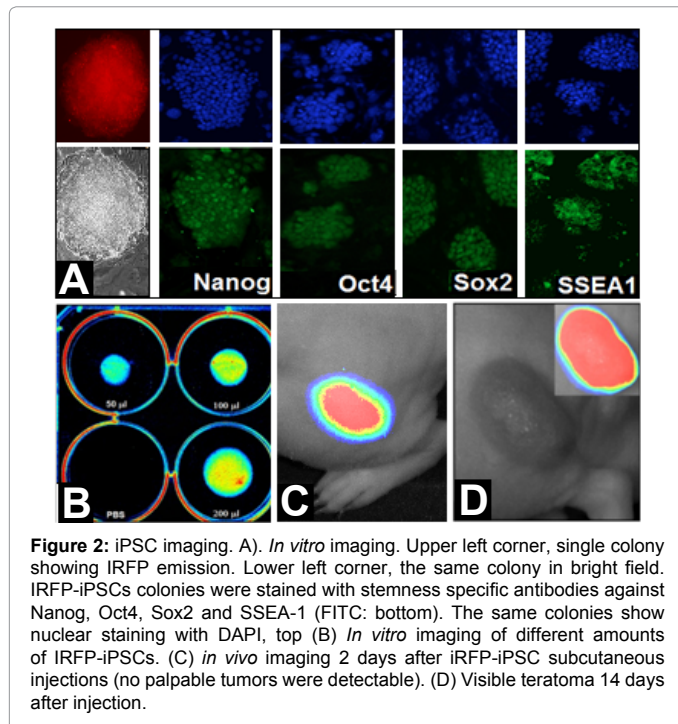 Nanog Oct4 Sox2 SSEA1
A
50 µl 100 µl
PBS 200 µl
B C D
Figure 2: iPSC imaging. A). In vitro imaging. Upper left corner, single colony
showing IRFP emission. Lower left corner, the same colony in bright field.
IRFP-iPSCs colonies were stained with stemness specific antibodies against
Nanog, Oct4, Sox2 and SSEA-1 (FITC: bottom). The same colonies show
nuclear staining with DAPI, top (B) In vitro imaging of different amounts
of IRFP-iPSCs. (C) in vivo imaging 2 days after iRFP-iPSC subcutaneous
injections (no palpable tumors were detectable). (D) Visible teratoma 14 days
after injection.